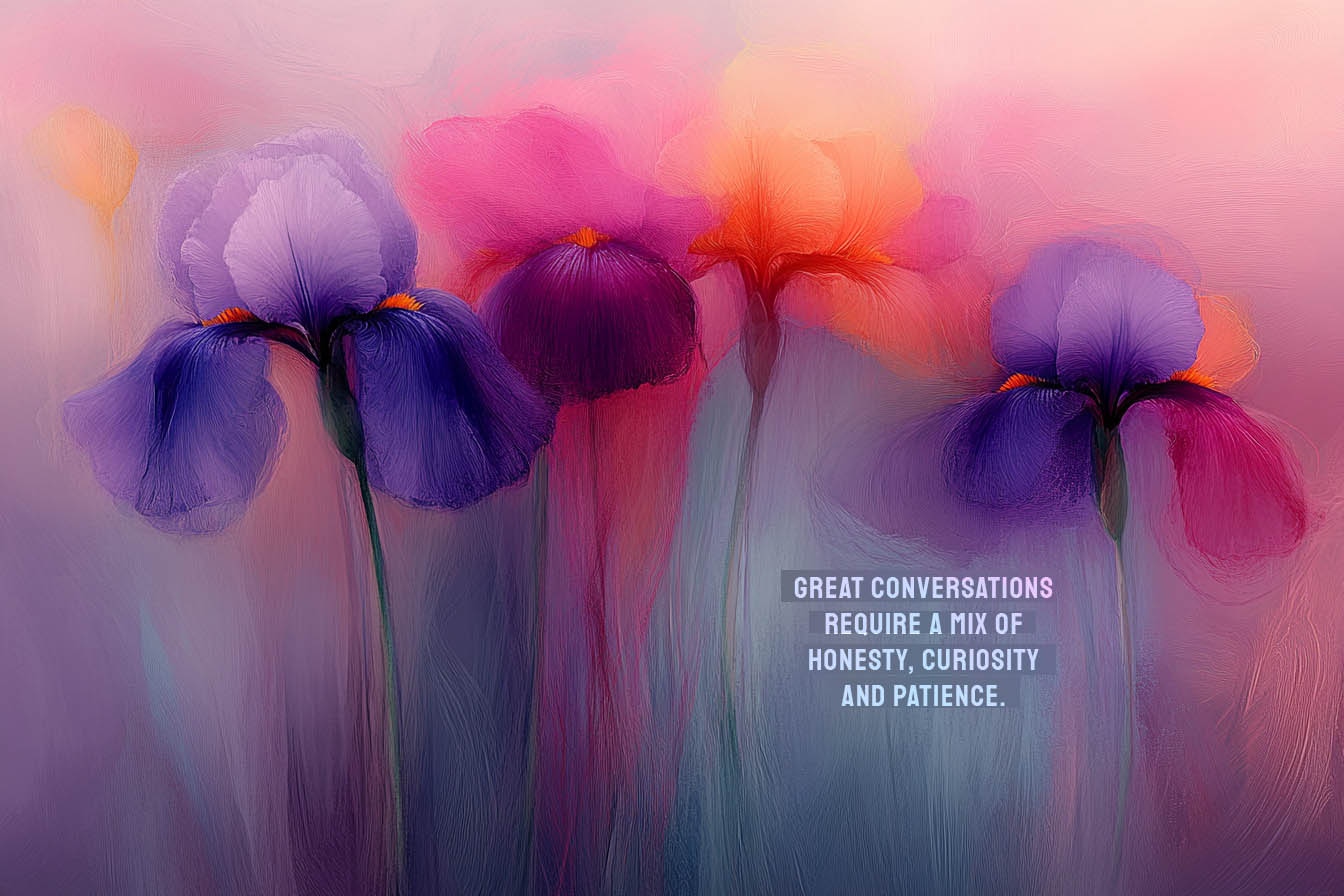 GREAT CONVERSATIONS
REQUIRE A MIX OF
HONESTY, CURIOSITY
AND PATIENCE.